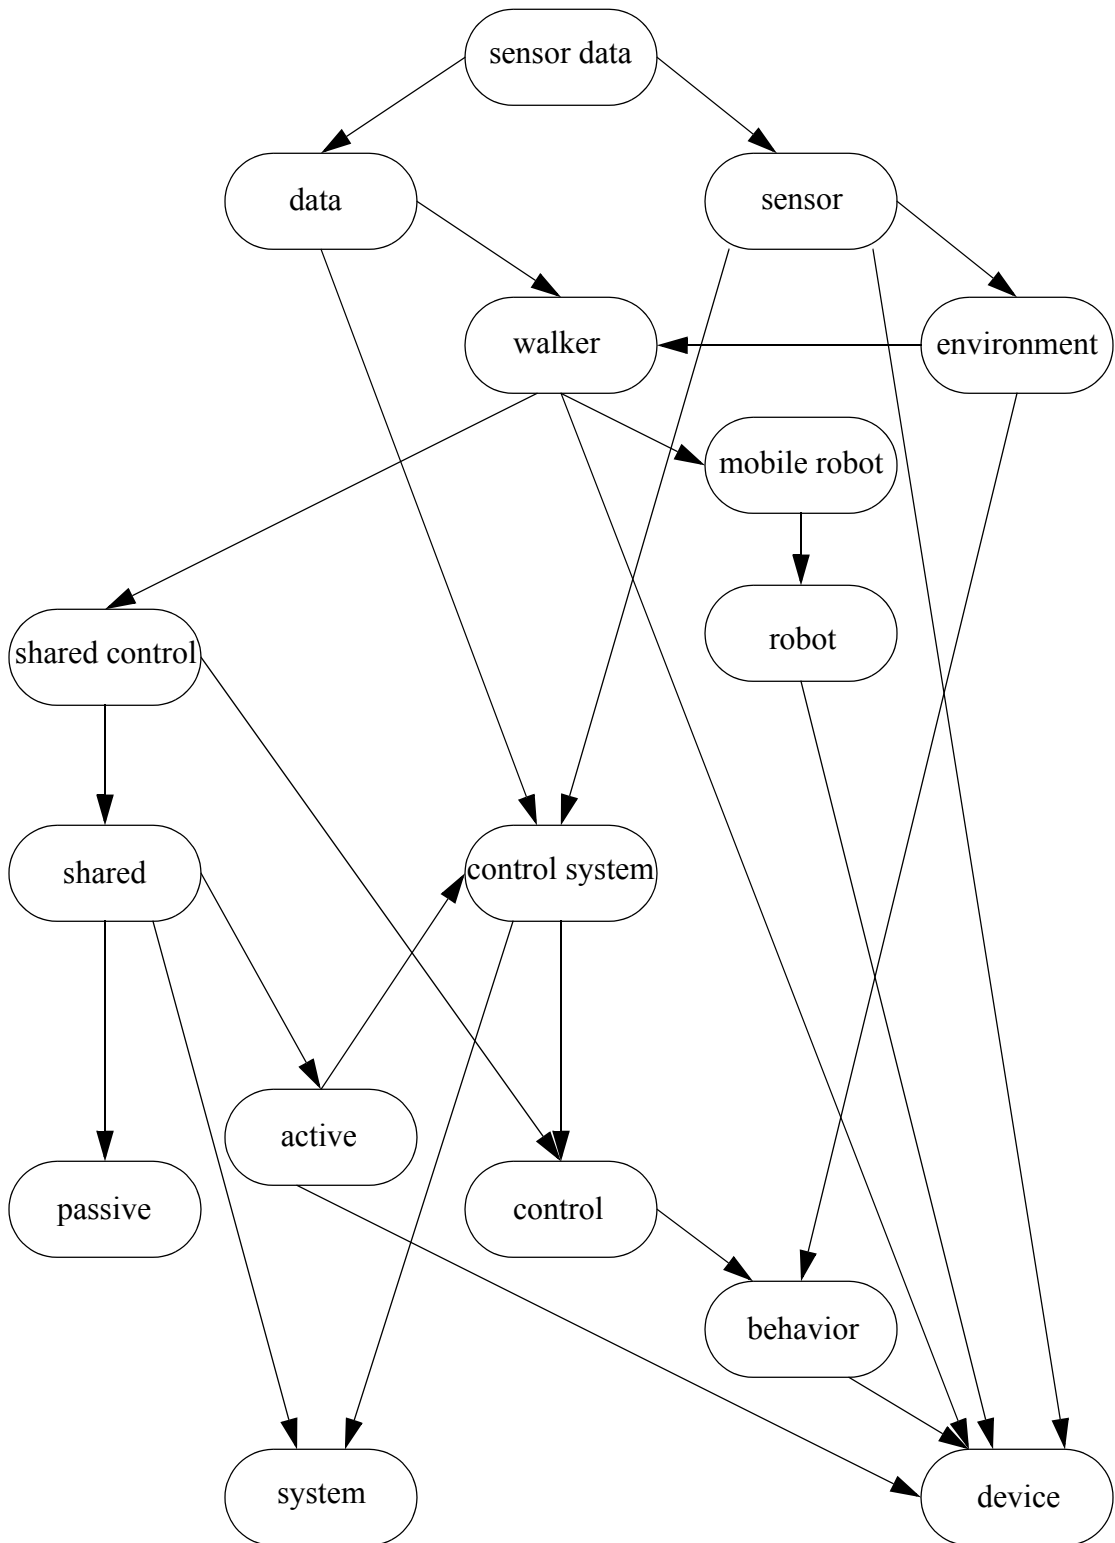 sensor data
data
sensor
walker
environment
mobile robot
robot
shared control
shared
control system
active
passive
control
behavior
system
device